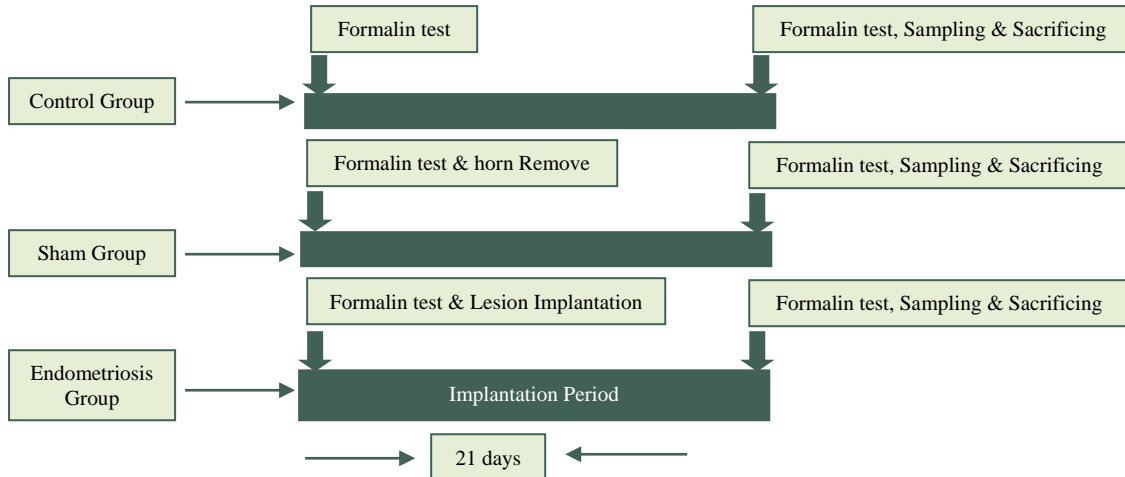 Formalin test
Formalin test, Sampling & Sacrificing
Control Group
Formalin test & horn Remove
Formalin test, Sampling & Sacrificing
Sham Group
Formalin test & Lesion Implantation
Formalin test, Sampling & Sacrificing
Endometriosis
Group
Implantation Period
21 days